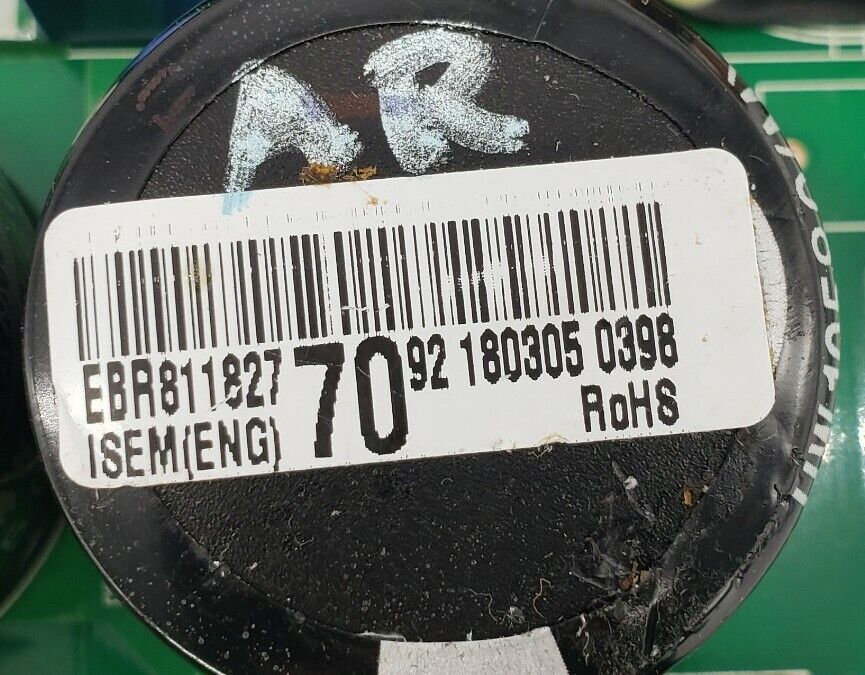 AR
EBR811827 70 92 180305 0398
ISEM(ENG) RoHS